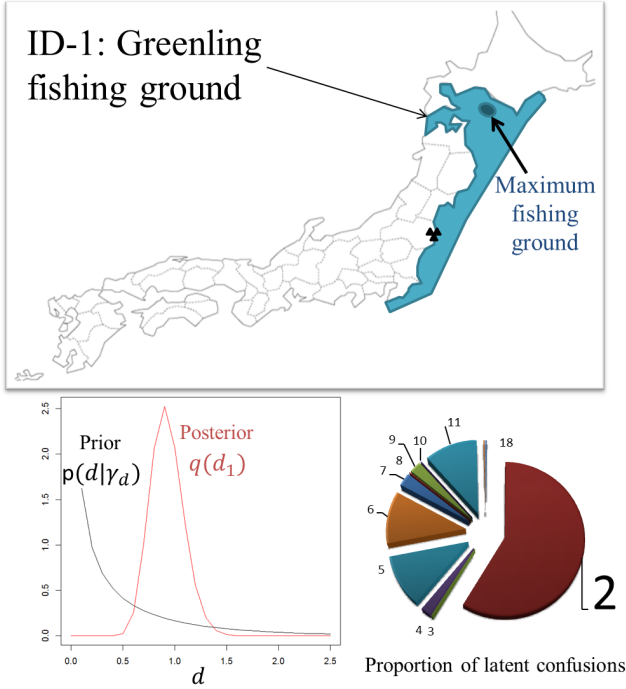 ID-1: Greenling
fishing ground
Maximum
fishing
ground
2.5
2.0
1.5
1.0
0.5
0.0
Prior
p(d|γ_d)
Posterior
q(d_1)
0.0 0.5 1.0 1.5 2.0 2.5
d
11
18
10
9
8
7
6
5
4
3
2
Proportion of latent confusions